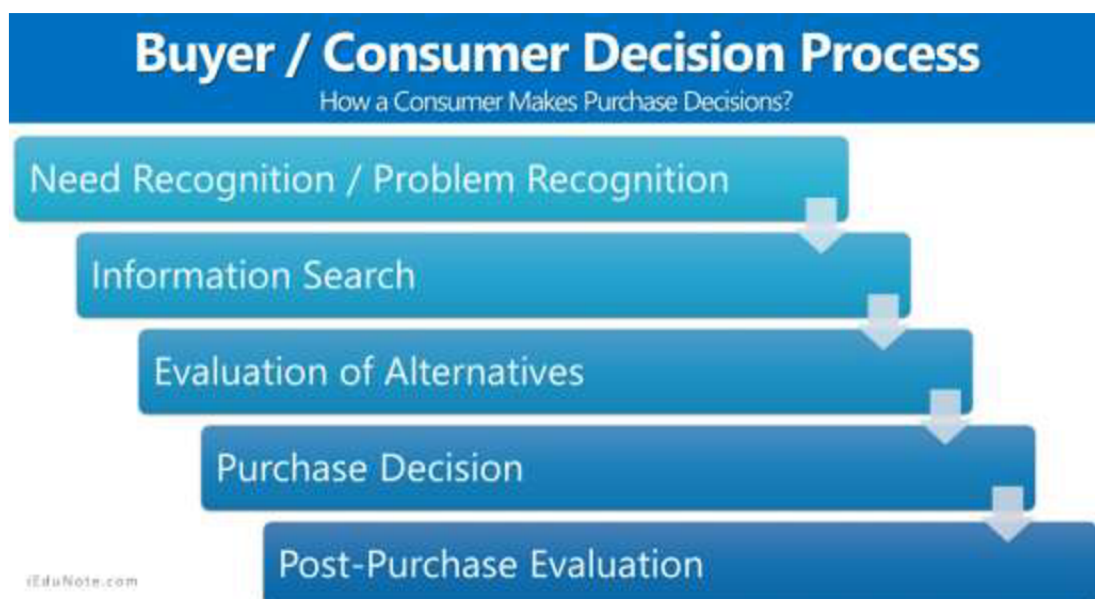 Buyer / Consumer Decision Process
How a Consumer Makes Purchase Decisions?
Need Recognition / Problem Recognition
Information Search
Evaluation of Alternatives
Purchase Decision
Post-Purchase Evaluation
iEduNote.com